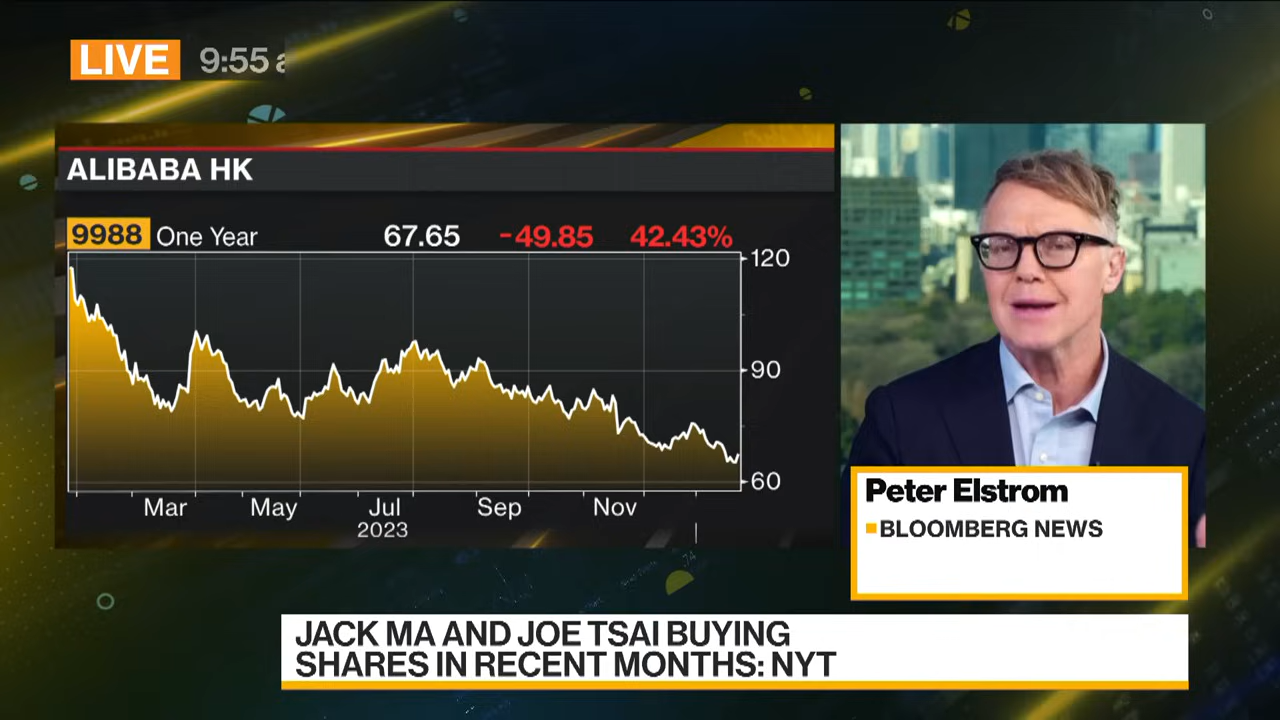 LIVE 9:55 a
ALIBABA HK
9988 One Year 67.65 -49.85 42.43%
120
90
60
Mar May Jul Sep Nov
2023
Peter Elstrom
BLOOMBERG NEWS
JACK MA AND JOE TSAI BUYING
SHARES IN RECENT MONTHS: NYT